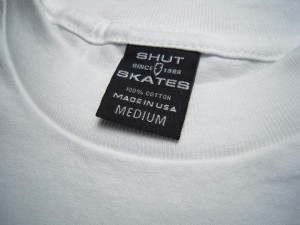 SHUT
SINCE 1986
SKATES
100% COTTON
MADE IN USA
MEDIUM